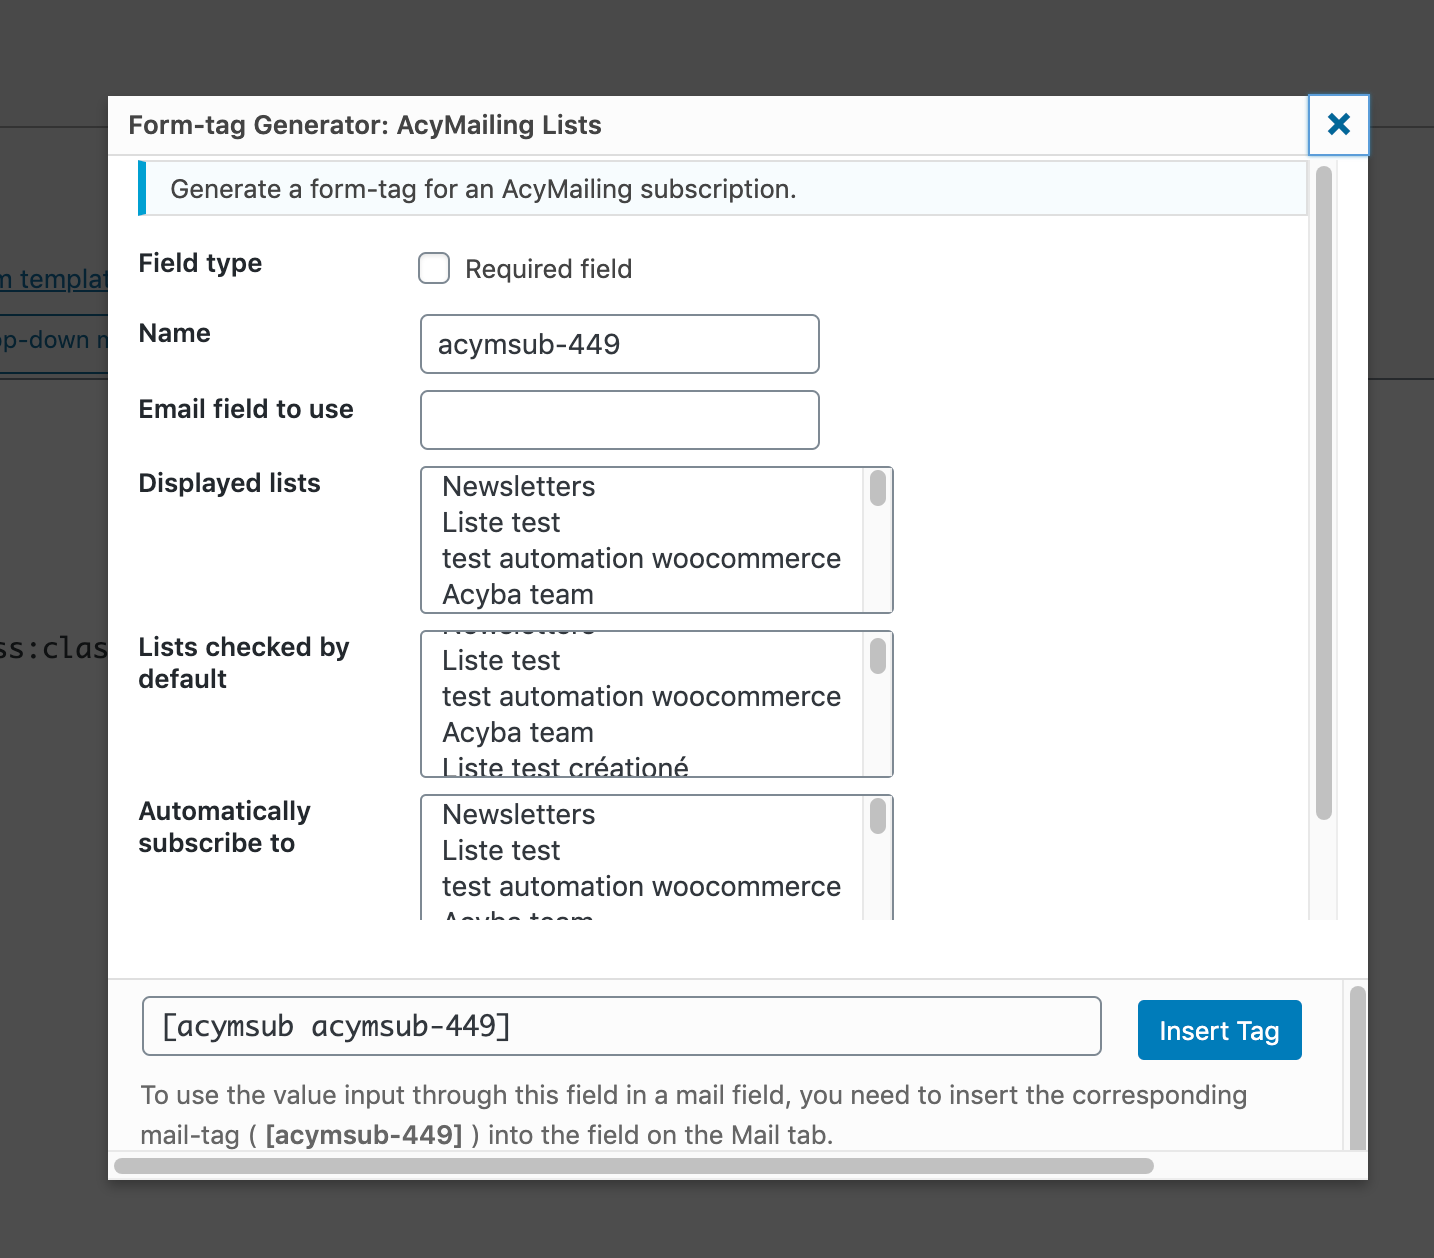 Form-tag Generator: AcyMailing Lists
Generate a form-tag for an AcyMailing subscription.
Field type
Required field
Name
acymsub-449
Email field to use
Displayed lists
Newsletters
Liste test
test automation woocommerce
Acyba team
Lists checked by
default
Newsletters
Liste test
test automation woocommerce
Acyba team
Liste test créationé
Automatically
subscribe to
Newsletters
Liste test
test automation woocommerce
Acyba team
[acymsub acymsub-449]
Insert Tag
To use the value input through this field in a mail field, you need to insert the corresponding
mail-tag ( [acymsub-449] ) into the field on the Mail tab.
m templat
op-down m
ss:clas